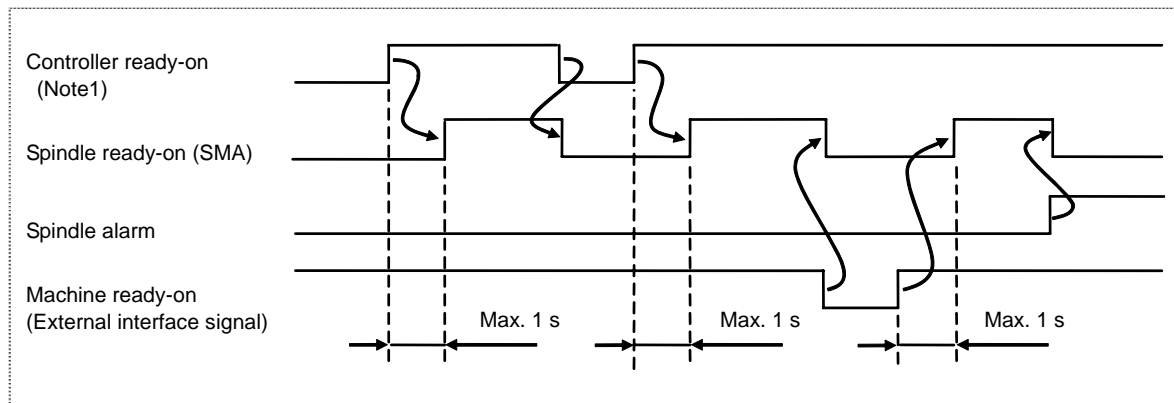 Controller ready-on
(Note1)
Spindle ready-on (SMA)
Spindle alarm
Machine ready-on
(External interface signal)
Max. 1 s
Max. 1 s
Max. 1 s